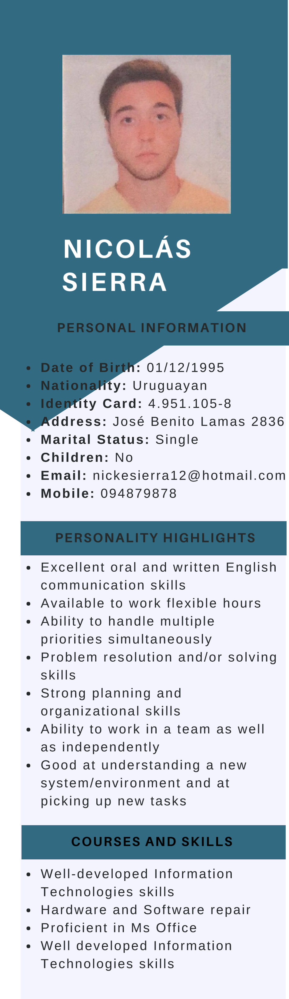 NICOLÁS
SIERRA
PERSONAL INFORMATION
• Date of Birth: 01/12/1995
• Nationality: Uruguayan
• Identity Card: 4.951.105-8
• Address: José Benito Lamas 2836
• Marital Status: Single
• Children: No
• Email: nickesierra12@hotmail.com
• Mobile: 094879878
PERSONALITY HIGHLIGHTS
• Excellent oral and written English
communication skills
• Available to work flexible hours
• Ability to handle multiple
priorities simultaneously
• Problem resolution and/or solving
skills
• Strong planning and
organizational skills
• Ability to work in a team as well
as independently
• Good at understanding a new
system/environment and at
picking up new tasks
COURSES AND SKILLS
• Well-developed Information
Technologies skills
• Hardware and Software repair
• Proficient in Ms Office
• Well developed Information
Technologies skills